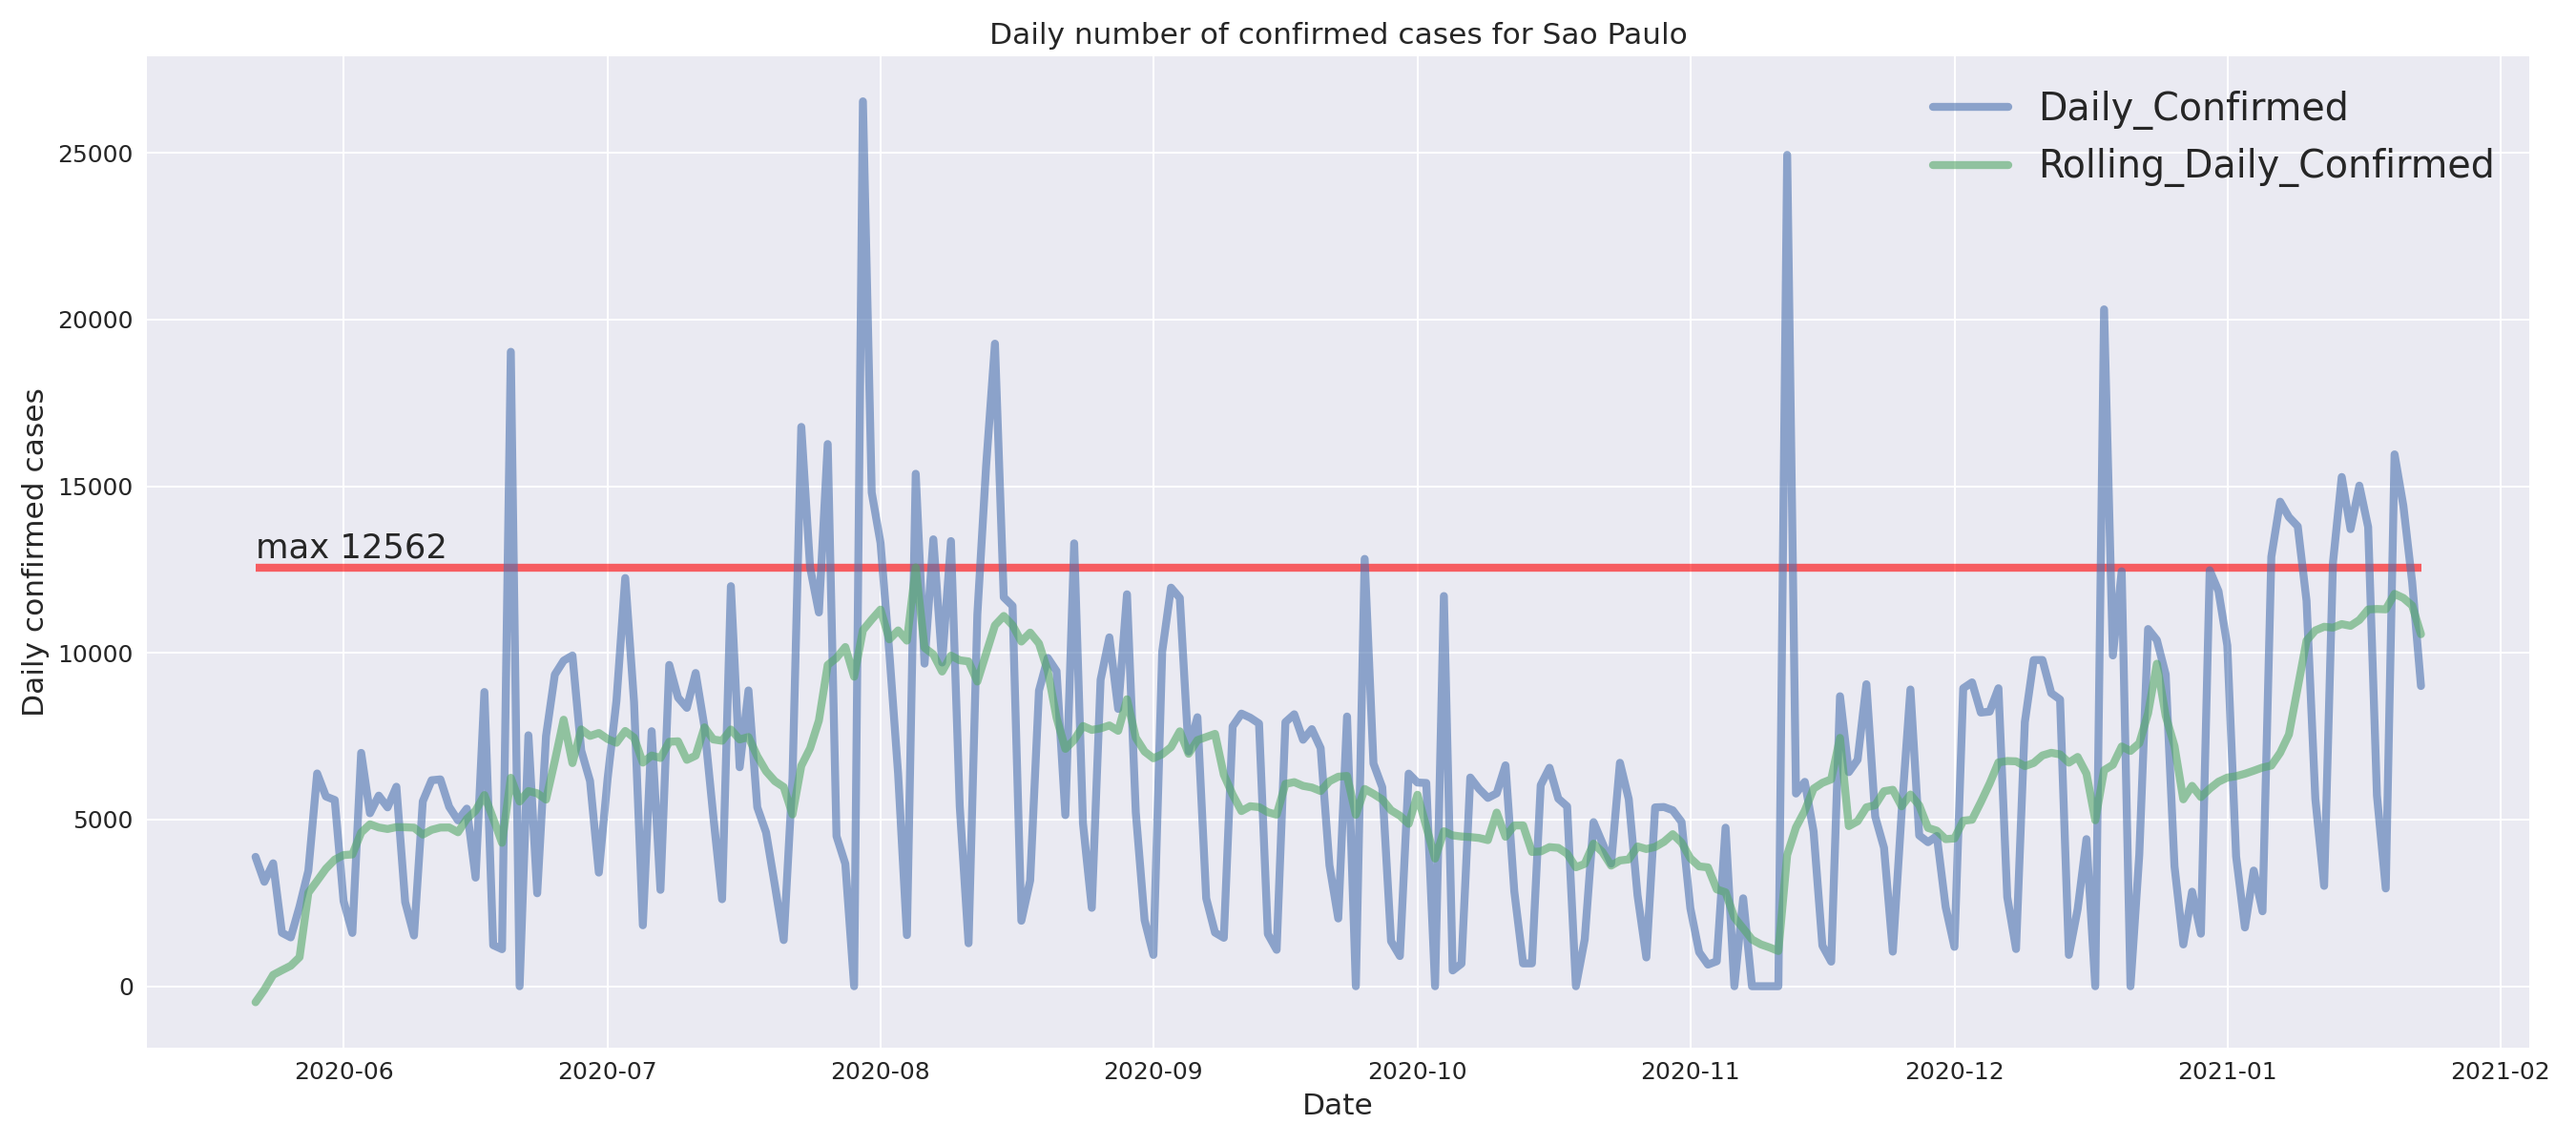 Daily number of confirmed cases for Sao Paulo
Daily_Confirmed
Rolling_Daily_Confirmed
25000
20000
15000
10000
5000
0
Daily confirmed cases
max 12562
2020-06 2020-07 2020-08 2020-09 2020-10 2020-11 2020-12 2021-01 2021-02
Date